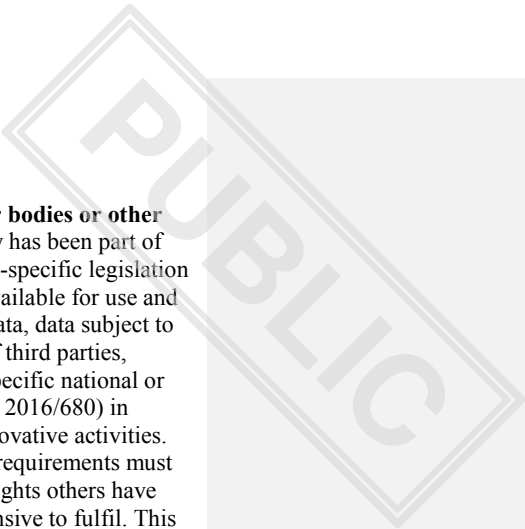 r bodies or other
y has been part of
-specific legislation
vailable for use and
ata, data subject to
f third parties,
pecific national or
2016/680) in
ovative activities.
requirements must
ghts others have
nsive to fulfil. This
PUBLIC